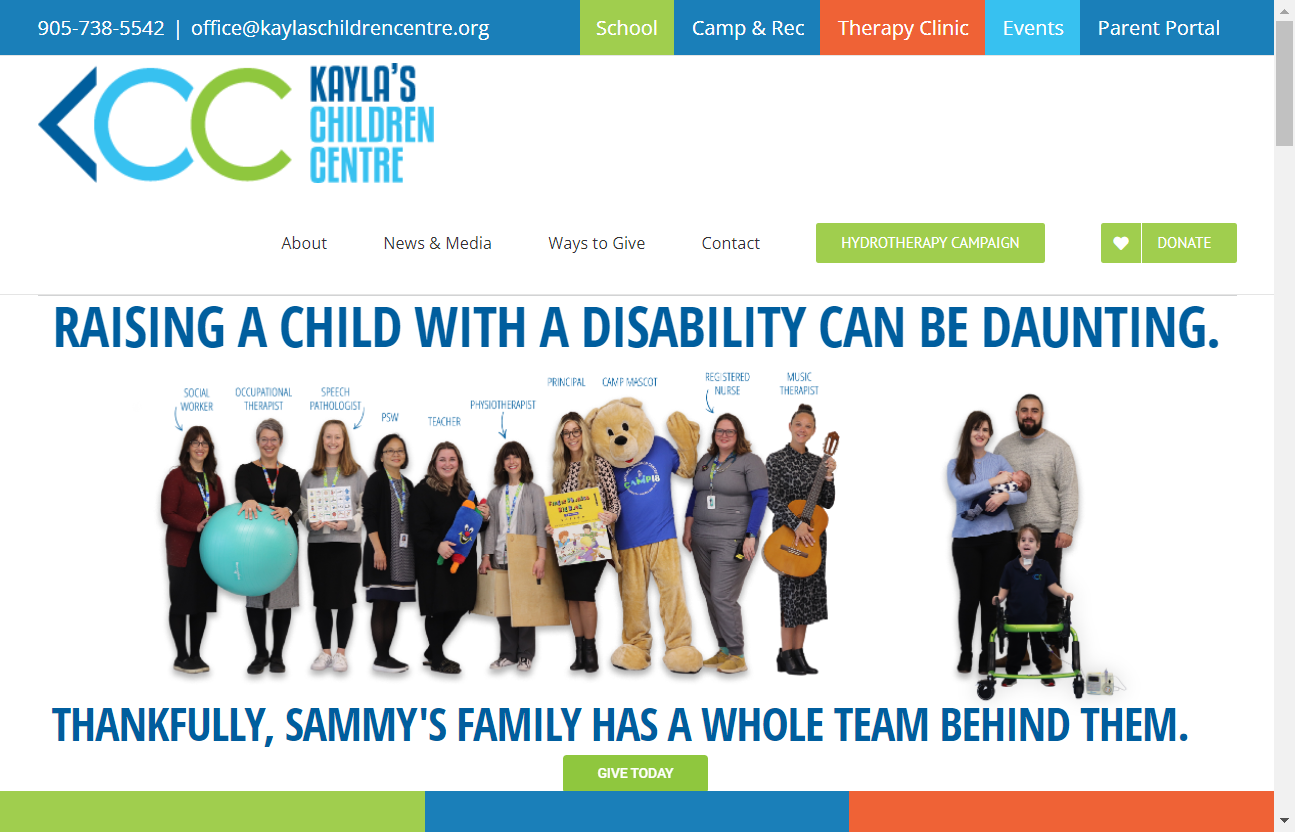 905-738-5542 | office@kaylaschildrencentre.org
School Camp & Rec Therapy Clinic Events Parent Portal
KCC
KAYLA'S
CHILDREN
CENTRE
About News & Media Ways to Give Contact HYDROTHERAPY CAMPAIGN DONATE
RAISING A CHILD WITH A DISABILITY CAN BE DAUNTING.
SOCIAL
WORKER
OCCUPATIONAL
THERAPIST
SPEECH
PATHOLOGIST
PSW
TEACHER
PHYSIOTHERAPIST
PRINCIPAL
CAMP MASCOT
REGISTERED
NURSE
MUSIC
THERAPIST
CAMP18
THANKFULLY, SAMMY'S FAMILY HAS A WHOLE TEAM BEHIND THEM.
GIVE TODAY